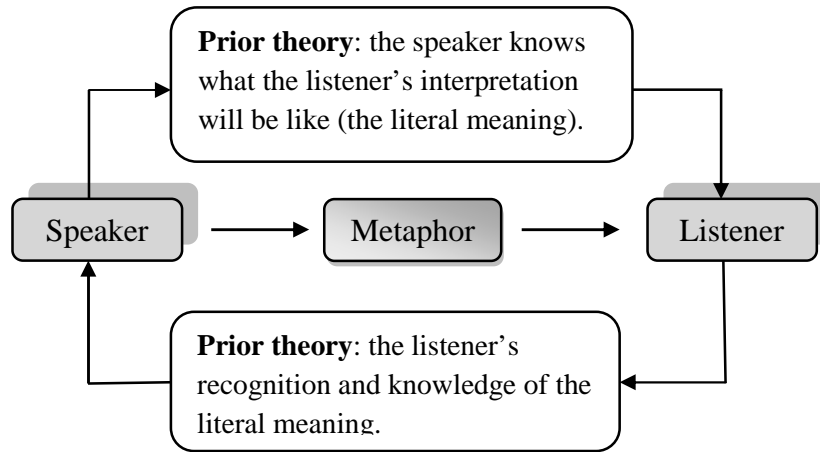 Prior theory: the speaker knows
what the listener’s interpretation
will be like (the literal meaning).
Speaker
Metaphor
Listener
Prior theory: the listener’s
recognition and knowledge of the
literal meaning.